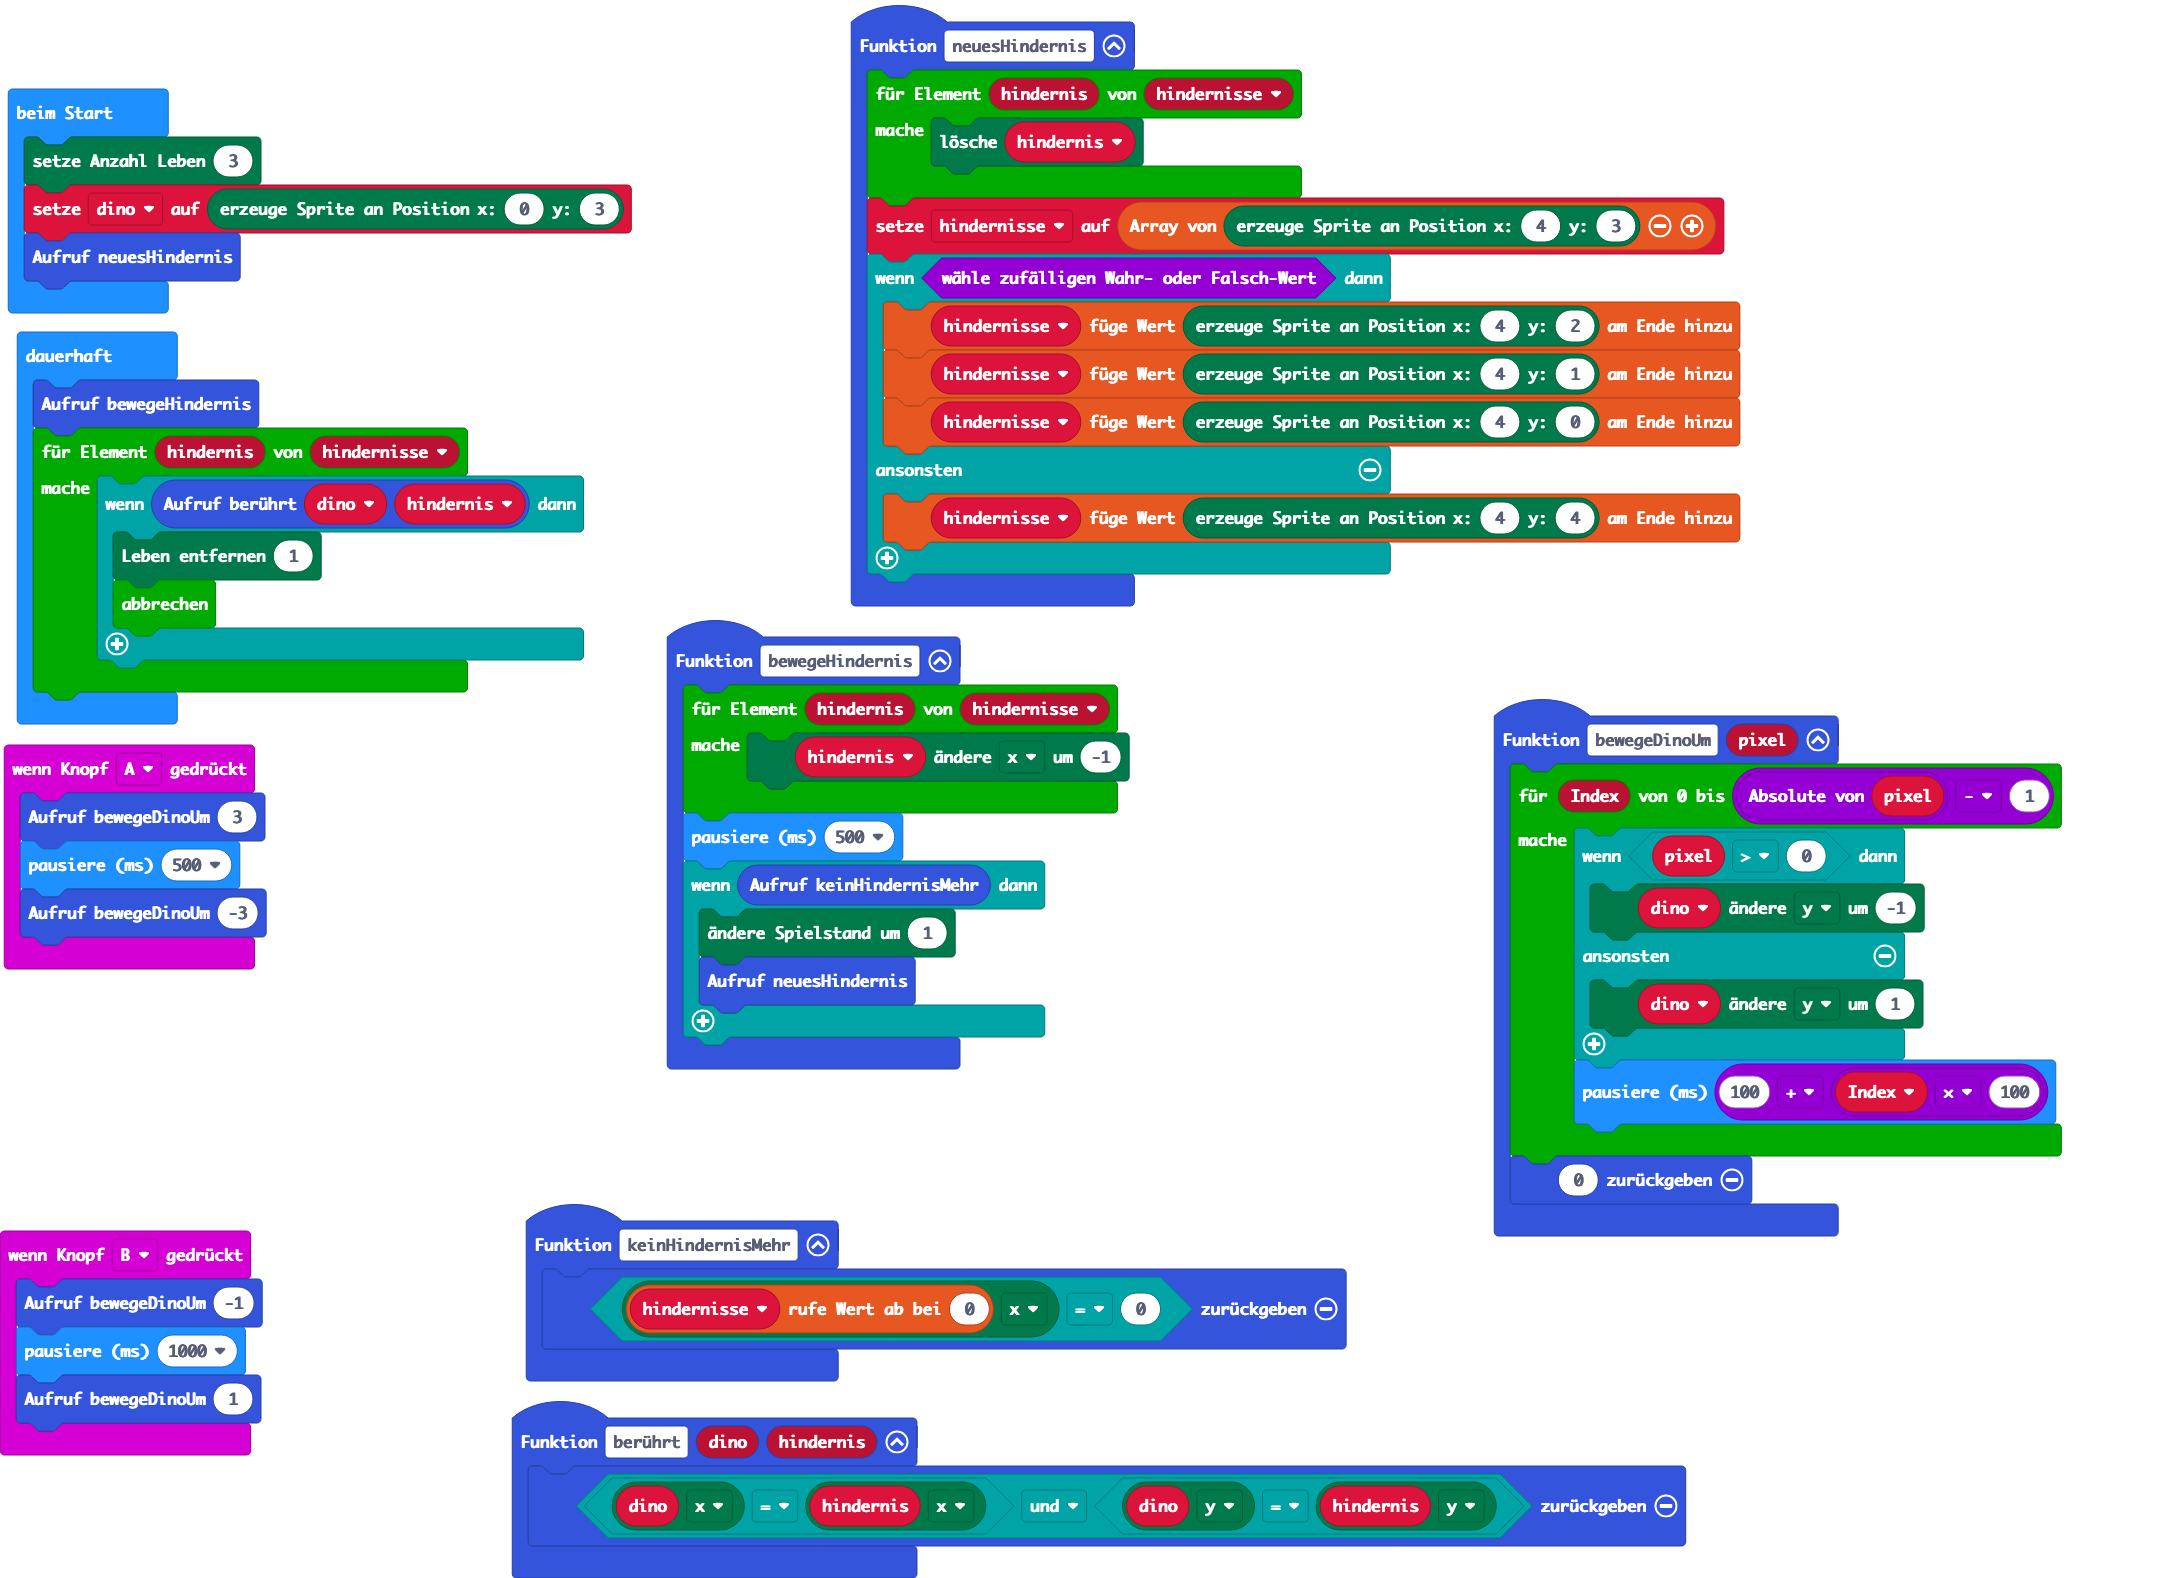 beim Start
setze Anzahl Leben 3
setze dino auf erzeuge Sprite an Position x: 0 y: 3
Aufruf neuesHindernis
dauerhaft
Aufruf bewegeHindernis
für Element hindernis von hindernisse
mache wenn Aufruf berührt dino hindernis dann
Leben entfernen 1
abbrechen
wenn Knopf A gedrückt
Aufruf bewegeDinoUm 3
pausiere (ms) 500
Aufruf bewegeDinoUm -3
wenn Knopf B gedrückt
Aufruf bewegeDinoUm -1
pausiere (ms) 1000
Aufruf bewegeDinoUm 1
Funktion neuesHindernis
für Element hindernis von hindernisse
mache lösche hindernis
setze hindernisse auf Array von erzeuge Sprite an Position x: 4 y: 3
wenn wähle zufälligen Wahr- oder Falsch-Wert dann
hindernisse füge Wert erzeuge Sprite an Position x: 4 y: 2 am Ende hinzu
hindernisse füge Wert erzeuge Sprite an Position x: 4 y: 1 am Ende hinzu
hindernisse füge Wert erzeuge Sprite an Position x: 4 y: 0 am Ende hinzu
ansonsten
hindernisse füge Wert erzeuge Sprite an Position x: 4 y: 4 am Ende hinzu
Funktion bewegeHindernis
für Element hindernis von hindernisse
mache hindernis ändere x um -1
pausiere (ms) 500
wenn Aufruf keinHindernisMehr dann
ändere Spielstand um 1
Aufruf neuesHindernis
Funktion bewegeDinoUm pixel
für Index von 0 bis Absolute von pixel - 1
mache wenn pixel > 0 dann
dino ändere y um -1
ansonsten
dino ändere y um 1
pausiere (ms) 100 + Index x 100
0 zurückgeben
Funktion keinHindernisMehr
hindernisse rufe Wert ab bei 0 x = 0 zurückgeben
Funktion berührt dino hindernis
dino x = hindernis x und dino y = hindernis y zurückgeben